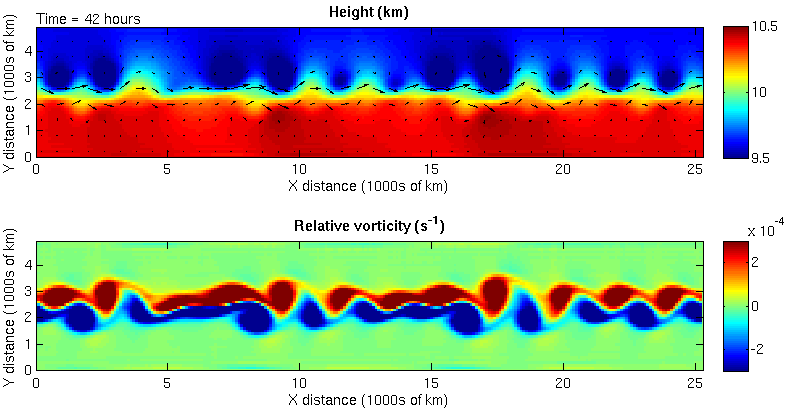 Height (km)
Time = 42 hours
Y distance (1000s of km)
4
3
2
1
0
0 5 10 15 20 25
X distance (1000s of km)
10.5
10
9.5
Relative vorticity (s-1)
x 10-4
Y distance (1000s of km)
4
3
2
1
0
0 5 10 15 20 25
X distance (1000s of km)
2
0
-2